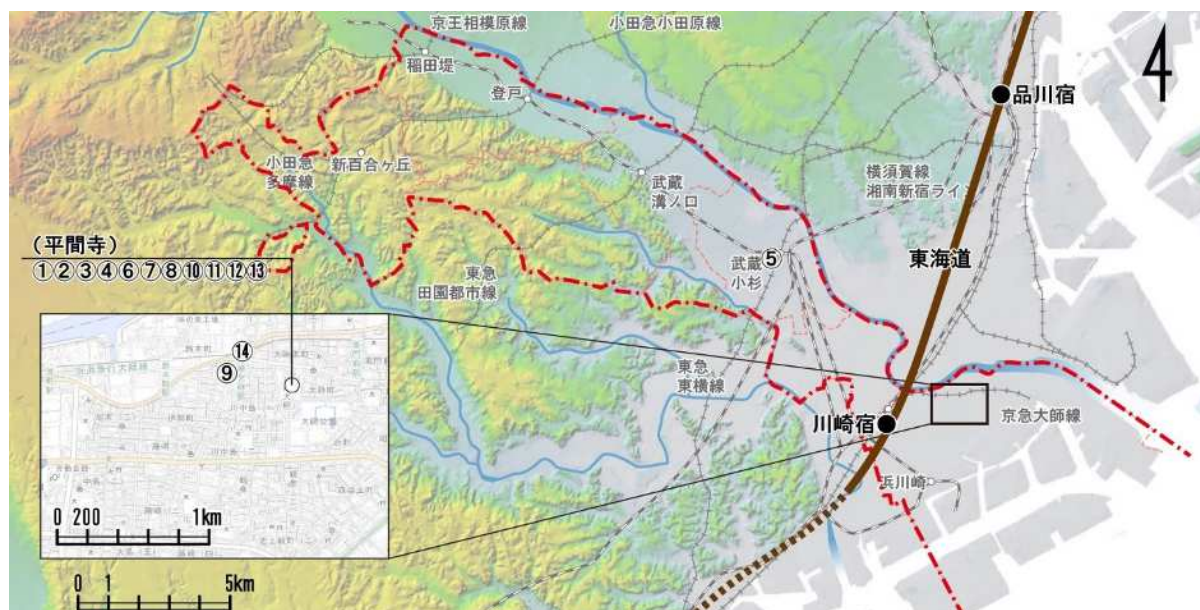 京王相模原線
小田急小田原線
4
稲田堤
登戸
品川宿
小田急
多摩線
新百合ヶ丘
武蔵
溝ノ口
横須賀線
湘南新宿ライン
東海道
(平間寺)
①②③④⑥⑦⑧⑩⑪⑫⑬
東急
田園都市線
武蔵
小杉
⑤
⑭
⑨
東急
東横線
川崎宿
京急大師線
浜川崎
0 200 1km
0 1 5km